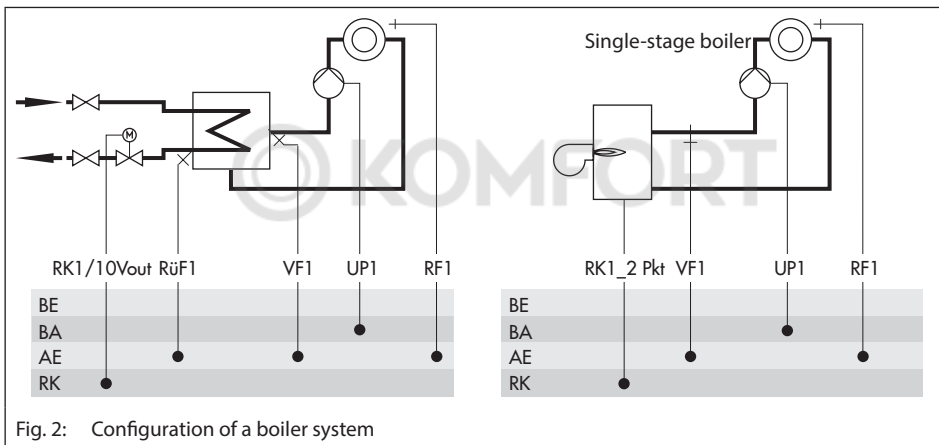 Single-stage boiler
M
© KOMFORT
RK1/10Vout RüF1 VF1 UP1 RF1
RK1_2 Pkt VF1 UP1 RF1
BE
BA
AE
RK
BE
BA
AE
RK
Fig. 2: Configuration of a boiler system